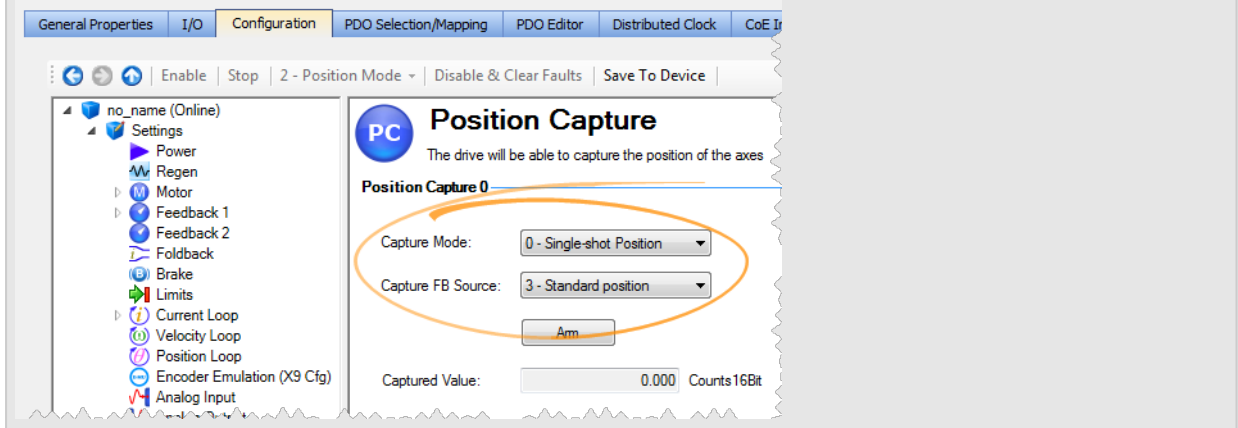 General Properties I/O Configuration PDO Selection/Mapping PDO Editor Distributed Clock CoE
Enable Stop 2 - Position Mode Disable & Clear Faults Save To Device
no_name (Online)
Settings
Power
Regen
Motor
Feedback 1
Feedback 2
Foldback
Brake
Limits
Current Loop
Velocity Loop
Position Loop
Encoder Emulation (X9 Cfg)
Analog Input
PC
Position Capture
The drive will be able to capture the position of the axes
Position Capture 0
Capture Mode: 0 - Single-shot Position
Capture FB Source: 3 - Standard position
Arm
Captured Value: 0.000 Counts16Bit